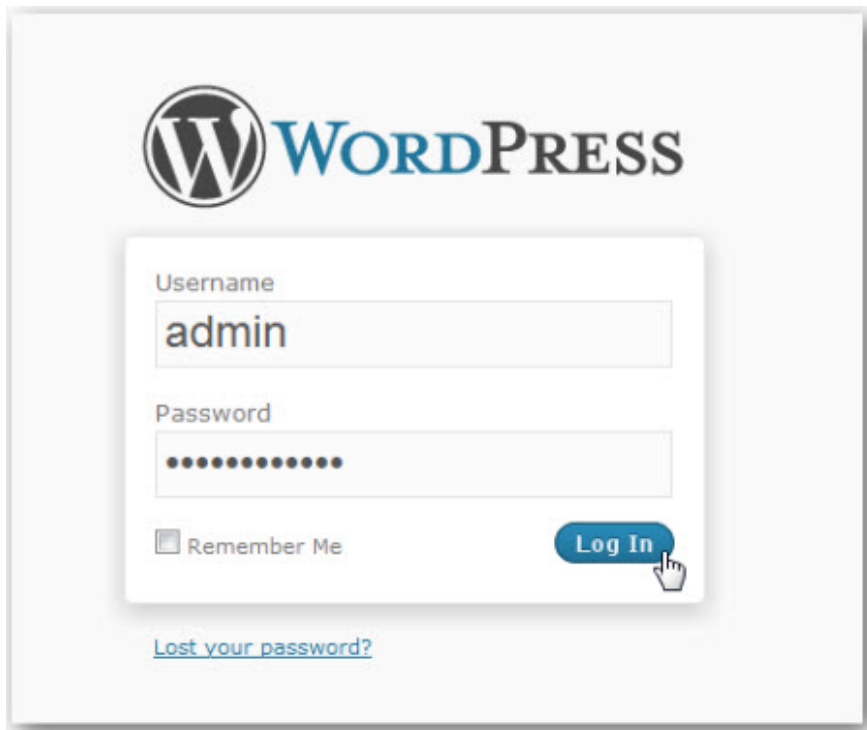 WORDPRESS
Username
admin
Password
••••••••••••
Remember Me
Log In
Lost your password?